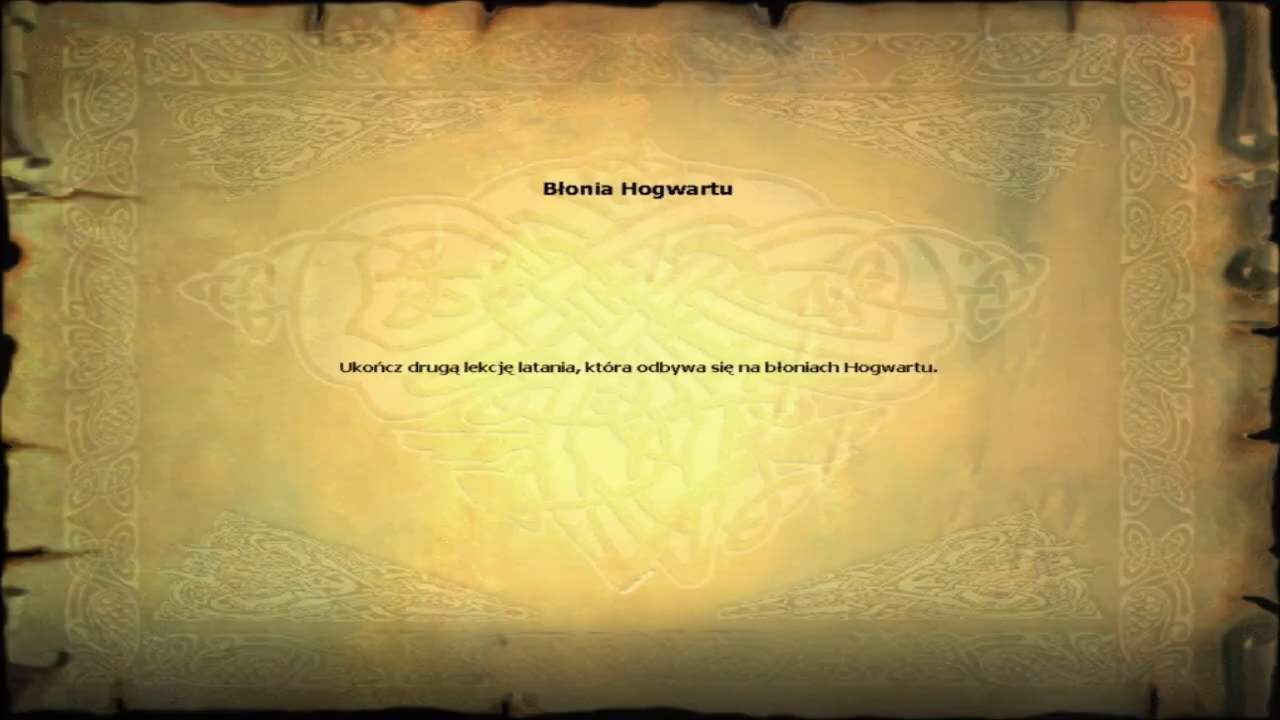 Błonia Hogwartu
Ukończ drugą lekcję latania, która odbywa się na błoniach Hogwartu.